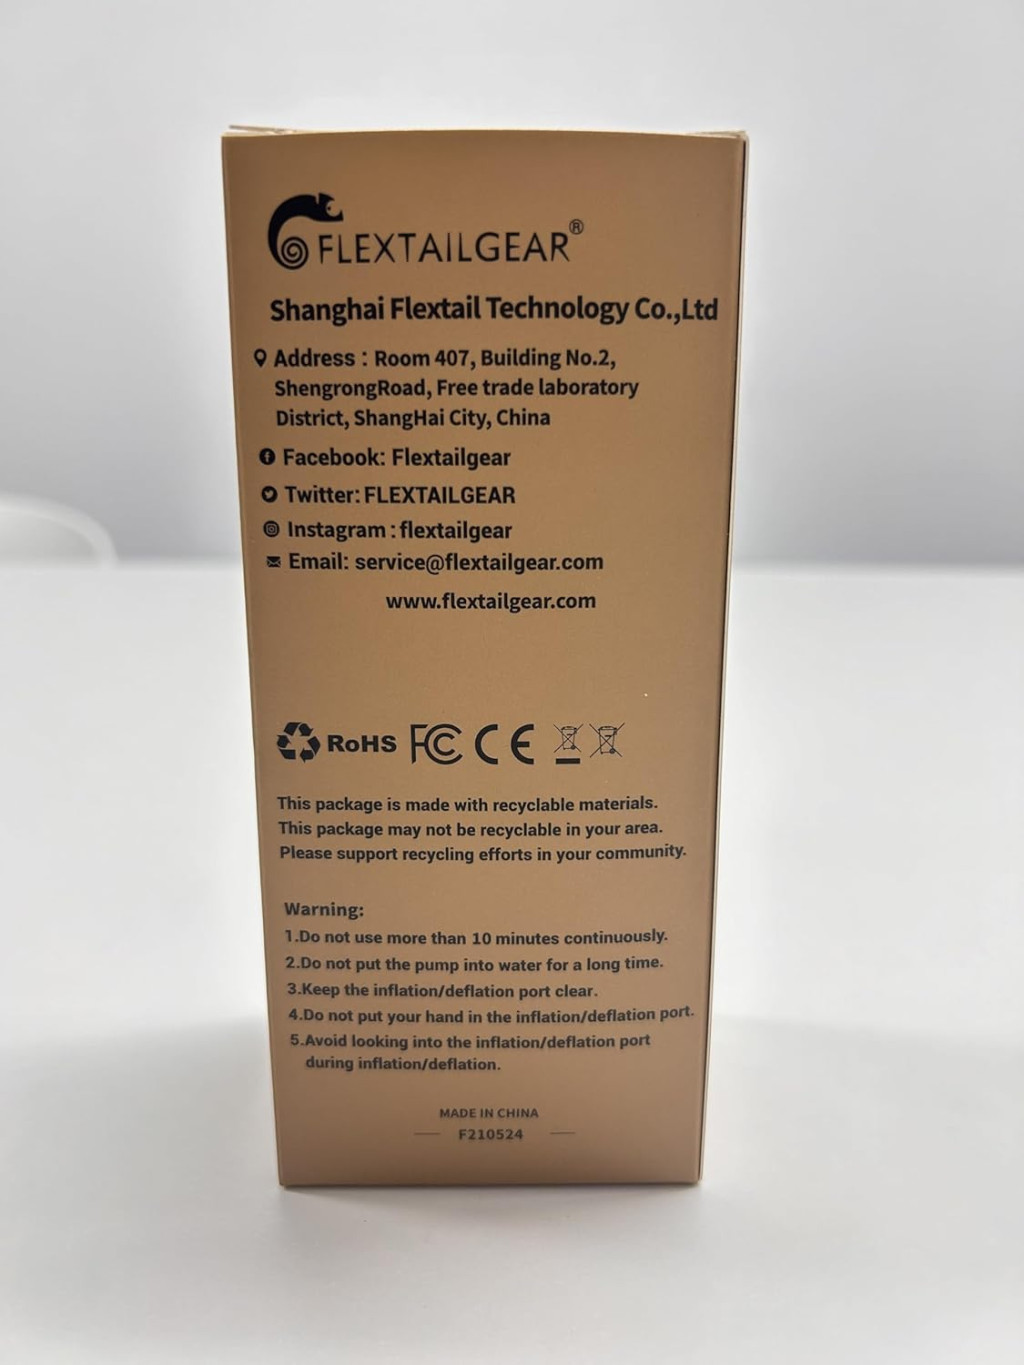 FLEXTAILGEAR®
Shanghai Flextail Technology Co.,Ltd
Address : Room 407, Building No.2,
ShengrongRoad, Free trade laboratory
District, ShangHai City, China
Facebook: Flextailgear
Twitter: FLEXTAILGEAR
Instagram : flextailgear
Email: service@flextailgear.com
www.flextailgear.com
RoHS FC CE
This package is made with recyclable materials.
This package may not be recyclable in your area.
Please support recycling efforts in your community.
Warning:
1.Do not use more than 10 minutes continuously.
2.Do not put the pump into water for a long time.
3.Keep the inflation/deflation port clear.
4.Do not put your hand in the inflation/deflation port.
5.Avoid looking into the inflation/deflation port
during inflation/deflation.
MADE IN CHINA
F210524